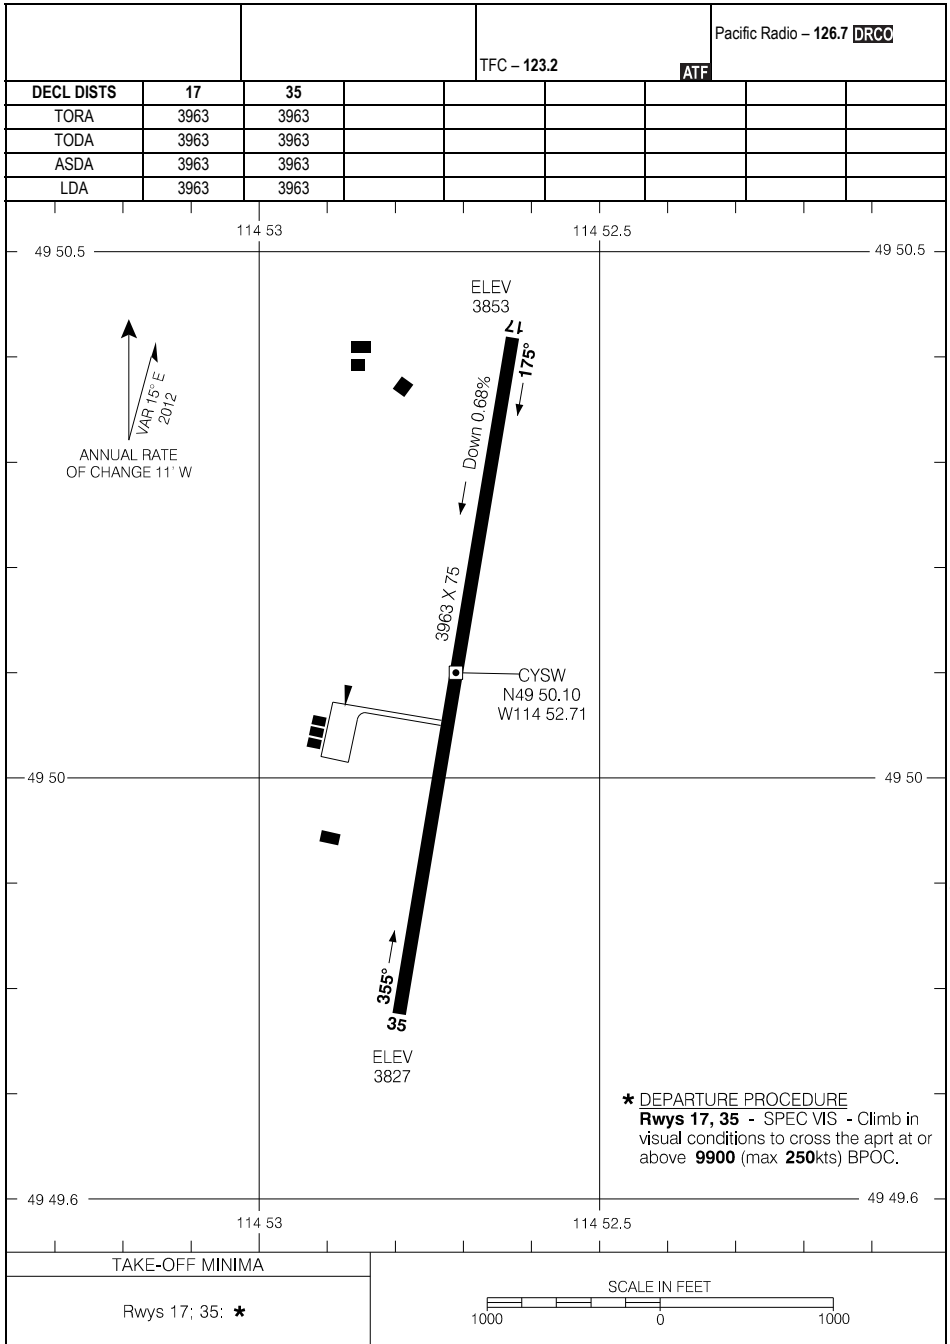 Pacific Radio – 126.7 DRCO
TFC – 123.2 ATF
DECL DISTS 17 35
TORA 3963 3963
TODA 3963 3963
ASDA 3963 3963
LDA 3963 3963
114 53 114 52.5
49 50.5 49 50.5
ELEV
3853
17
175°
VAR 15° E
2012
ANNUAL RATE
OF CHANGE 11' W
Down 0.68%
3963 X 75
CYSW
N49 50.10
W114 52.71
49 50 49 50
355°
35
ELEV
3827
* DEPARTURE PROCEDURE
Rwys 17, 35 - SPEC VIS - Climb in
visual conditions to cross the aprt at or
above 9900 (max 250kts) BPOC.
49 49.6 49 49.6
114 53 114 52.5
TAKE-OFF MINIMA
Rwys 17; 35: *
SCALE IN FEET
1000 0 1000